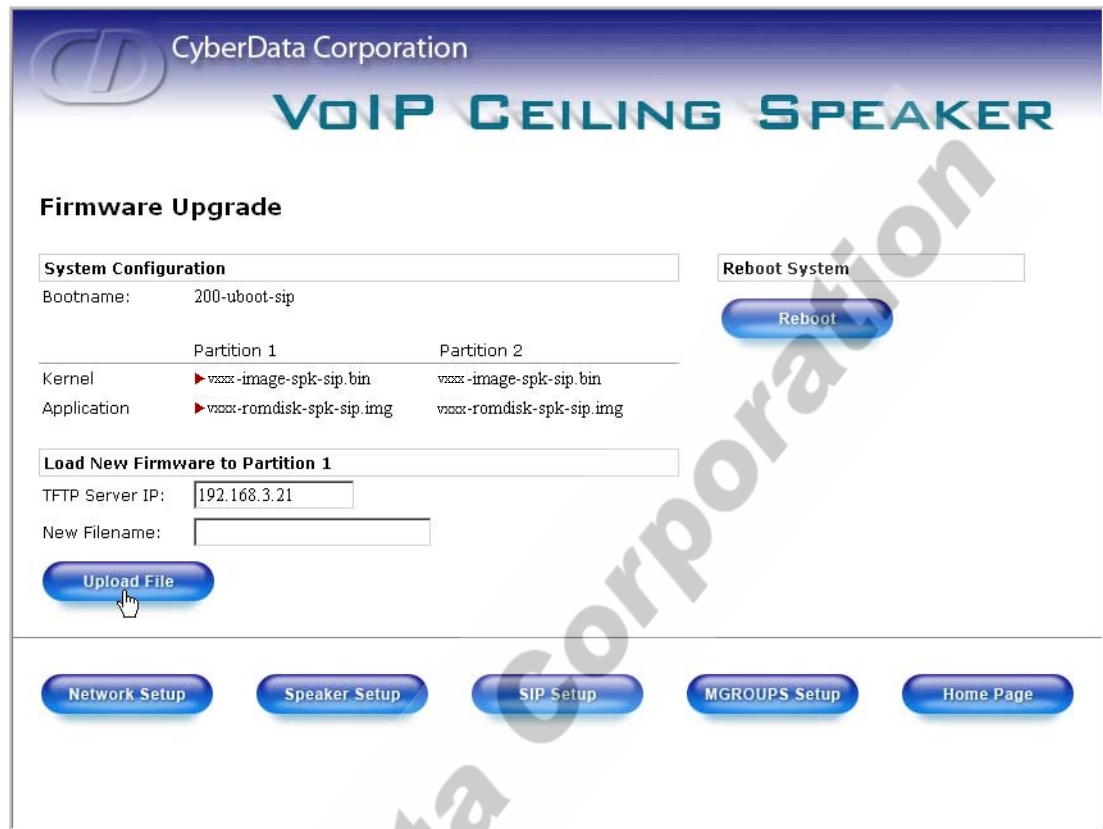 CyberData Corporation
VoIP Ceiling Speaker
Firmware Upgrade
System Configuration
Bootname: 200-uboot-sip
Partition 1 Partition 2
Kernel vxxx-image-spk-sip.bin vxxx-image-spk-sip.bin
Application vxxx-romdisk-spk-sip.img vxxx-romdisk-spk-sip.img
Load New Firmware to Partition 1
TFTP Server IP: 192.168.3.21
New Filename:
Upload File
Reboot System
Reboot
Network Setup Speaker Setup SIP Setup MGROUPS Setup Home Page
ta Corporation